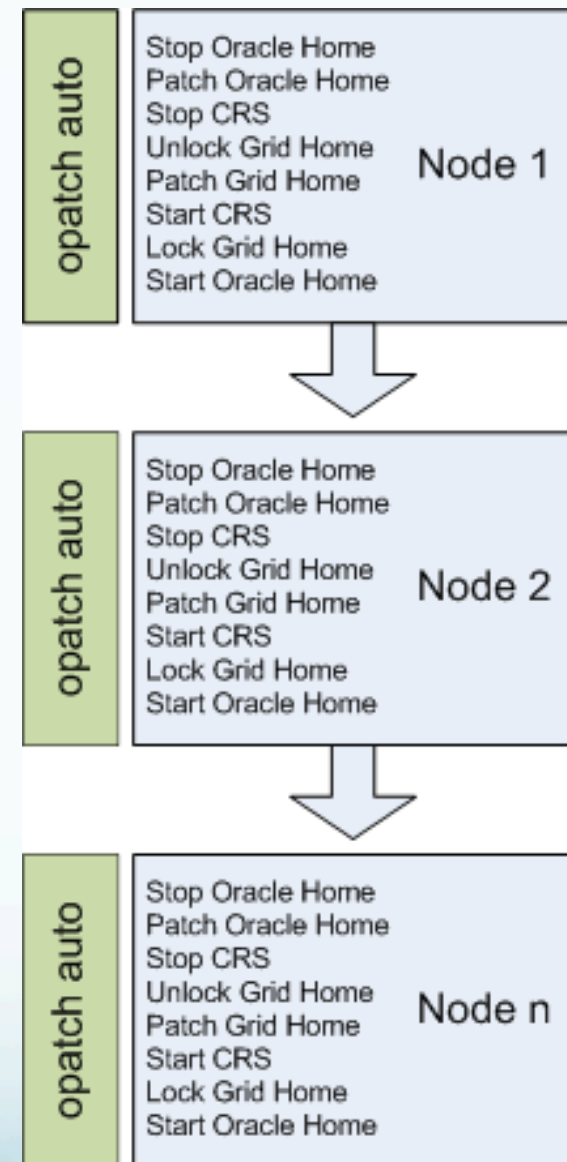 opatch auto
Stop Oracle Home
Patch Oracle Home
Stop CRS
Unlock Grid Home
Patch Grid Home
Start CRS
Lock Grid Home
Start Oracle Home
Node 1
opatch auto
Stop Oracle Home
Patch Oracle Home
Stop CRS
Unlock Grid Home
Patch Grid Home
Start CRS
Lock Grid Home
Start Oracle Home
Node 2
opatch auto
Stop Oracle Home
Patch Oracle Home
Stop CRS
Unlock Grid Home
Patch Grid Home
Start CRS
Lock Grid Home
Start Oracle Home
Node n